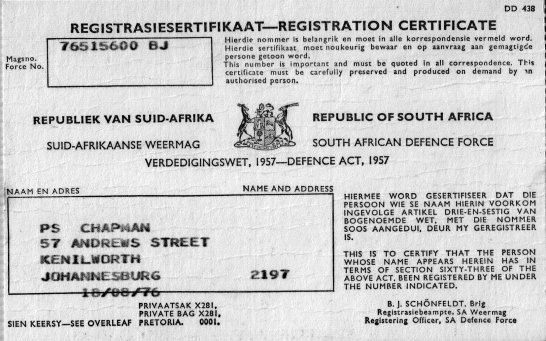 DD 438
REGISTRASIESERTIFIKAAT—REGISTRATION CERTIFICATE
Magsno.
Force No.
76515600 BJ
Hierdie nommer is belangrik en moet in alle korrespondensie vermeld word.
Hierdie sertifikaat moet noukeurig bewaar en op aanvraag aan gemagtigde
persone getoon word.
This number is important and must be quoted in all correspondence. This
certificate must be carefully preserved and produced on demand by an
authorised person.
REPUBLIEK VAN SUID-AFRIKA
REPUBLIC OF SOUTH AFRICA
SUID-AFRIKAANSE WEERMAG
SOUTH AFRICAN DEFENCE FORCE
VERDEDIGINGSWET, 1957—DEFENCE ACT, 1957
NAAM EN ADRES
NAME AND ADDRESS
PS CHAPMAN
57 ANDREWS STREET
KENILWORTH
JOHANNESBURG 2197
18/08/76
HIERMEE WORD GESERTIFISEER DAT DIE
PERSOON WIE SE NAAM HIERIN VOORKOM
INGEVOLGE ARTIKEL DRIE-EN-SESTIG VAN
BOGENOEMDE WET, MET DIE NOMMER
SOOS AANGEDUI, DEUR MY GEREGISTREER
IS.
THIS IS TO CERTIFY THAT THE PERSON
WHOSE NAME APPEARS HEREIN HAS IN
TERMS OF SECTION SIXTY-THREE OF THE
ABOVE ACT, BEEN REGISTERED BY ME UNDER
THE NUMBER INDICATED.
PRIVAATSAK X281,
PRIVATE BAG X281,
SIEN KEERSY—SEE OVERLEAF PRETORIA. 0001.
B. J. SCHÖNFELDT, Brig
Registrasiebeampte, SA Weermag
Registering Officer, SA Defence Force